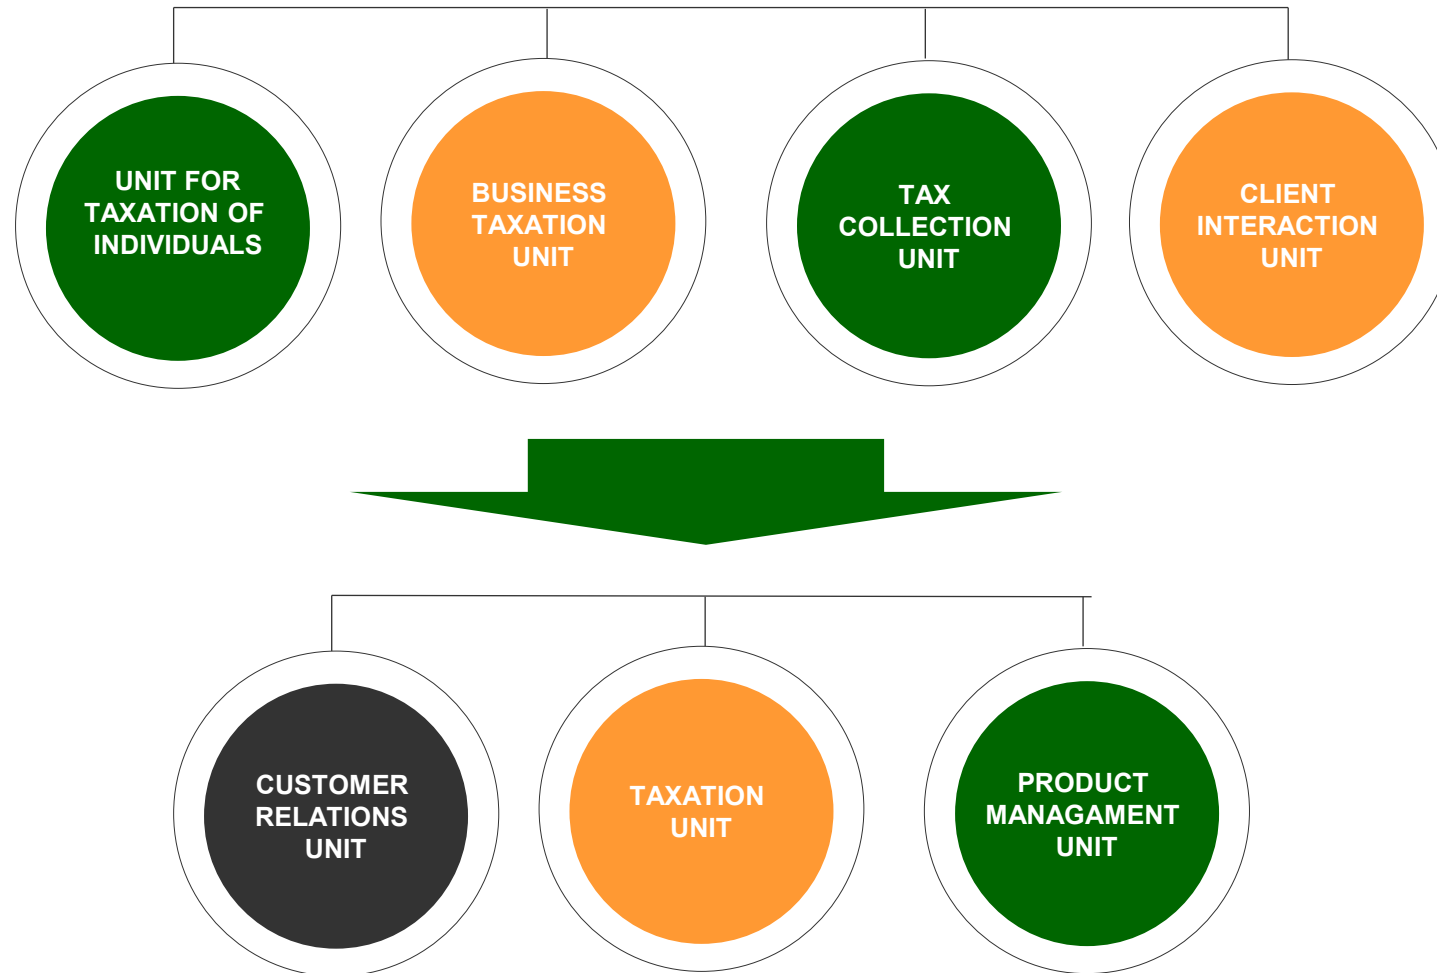 UNIT FOR
TAXATION OF
INDIVIDUALS
BUSINESS
TAXATION
UNIT
TAX
COLLECTION
UNIT
CLIENT
INTERACTION
UNIT
CUSTOMER
RELATIONS
UNIT
TAXATION
UNIT
PRODUCT
MANAGAMENT
UNIT